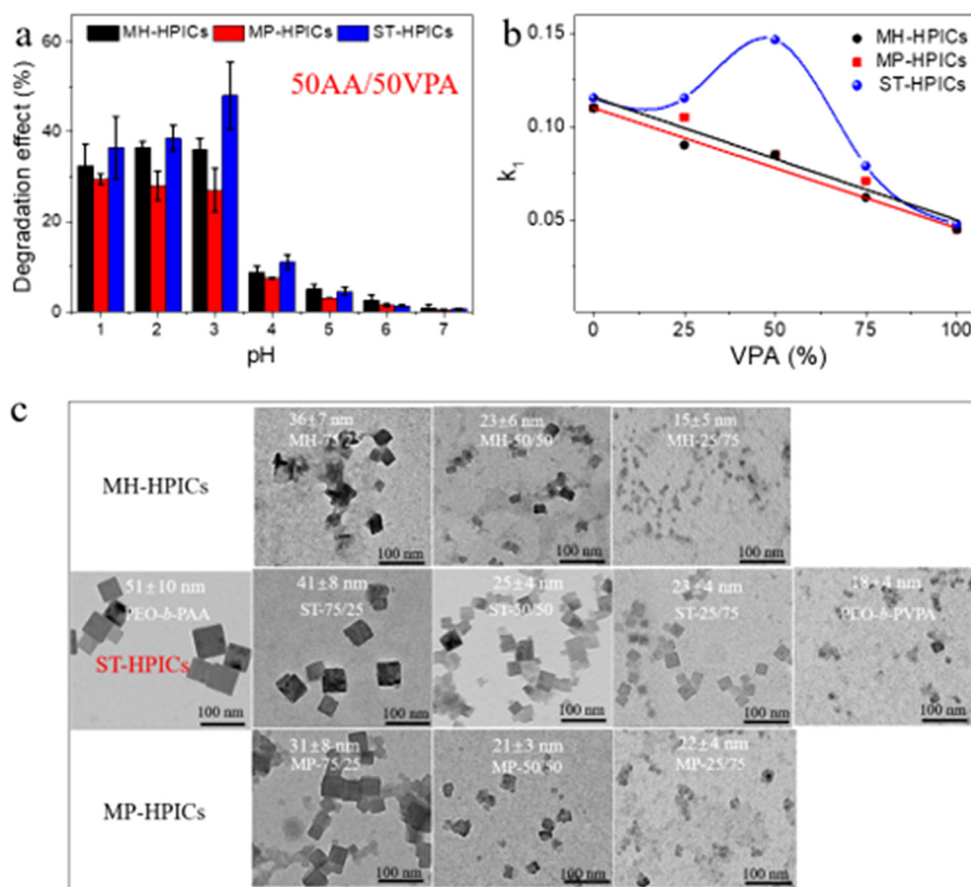 a
MH-HPICs MP-HPICs ST-HPICs
50AA/50VPA
Degradation effect (%)
60
40
20
0
1 2 3 4 5 6 7
pH
b
MH-HPICs
MP-HPICs
ST-HPICs
k1
0.15
0.10
0.05
0 25 50 75 100
VPA (%)
c
MH-HPICs
36±7 nm
MH-75/25
100 nm
23±6 nm
MH-50/50
100 nm
15±5 nm
MH-25/75
100 nm
51±10 nm
PEO-b-PAA
ST-HPICs
100 nm
41±8 nm
ST-75/25
100 nm
25±4 nm
ST-50/50
100 nm
23±4 nm
ST-25/75
100 nm
18±4 nm
PEO-b-PVPA
100 nm
MP-HPICs
31±8 nm
MP-75/25
100 nm
21±3 nm
MP-50/50
100 nm
22±4 nm
MP-25/75
100 nm